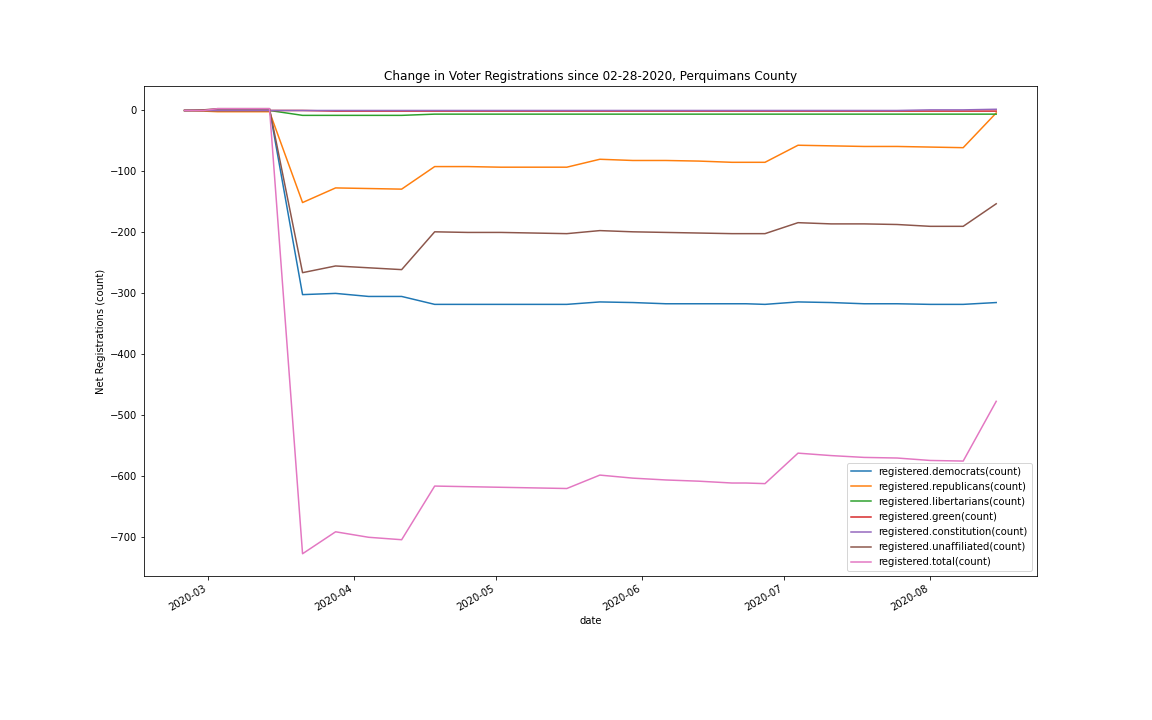 Change in Voter Registrations since 02-28-2020, Perquimans County
Net Registrations (count)
0
−100
−200
−300
−400
−500
−600
−700
registered.democrats(count)
registered.republicans(count)
registered.libertarians(count)
registered.green(count)
registered.constitution(count)
registered.unaffiliated(count)
registered.total(count)
2020-03
2020-04
2020-05
2020-06
2020-07
2020-08
date